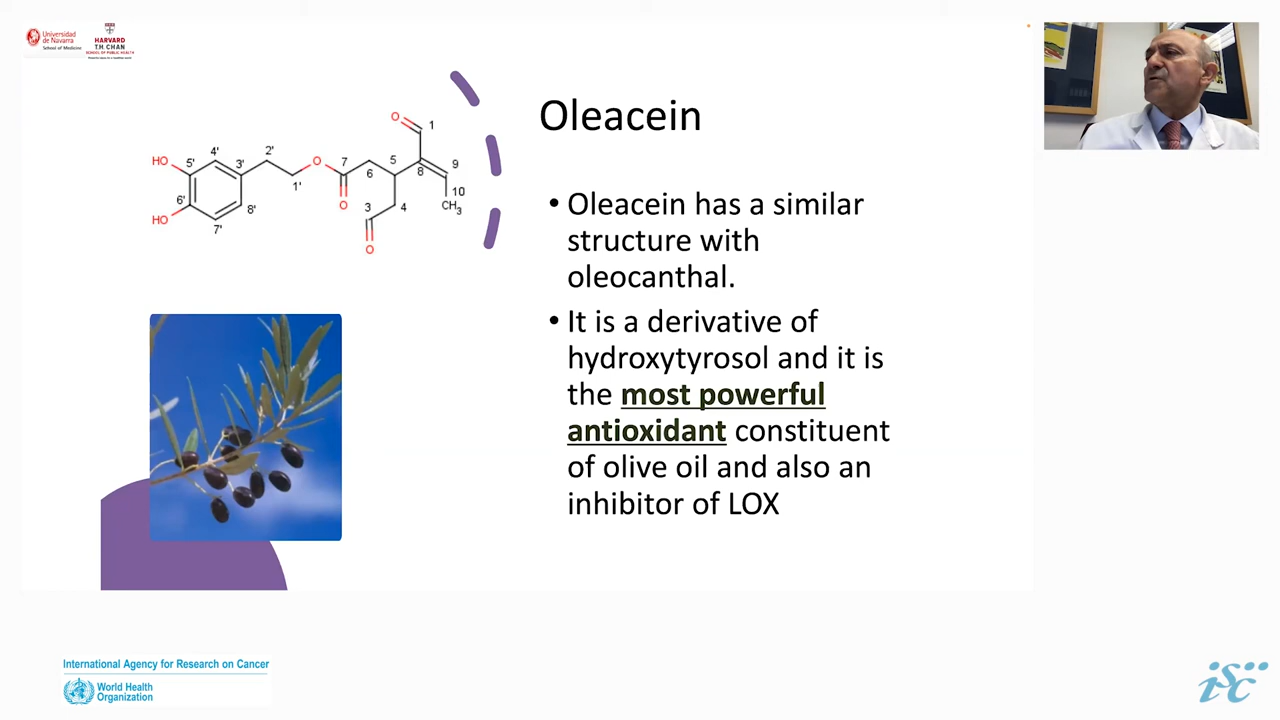 Universidad
de Navarra
School of Medicine
HARVARD
T.H. CHAN
SCHOOL OF PUBLIC HEALTH
Oleacein
HO
HO
5'
4'
3'
2'
1'
6'
7'
8'
O
7
O
6
5
O
1
8
9
10
CH3
4
3
O
• Oleacein has a similar
structure with
oleocanthal.
• It is a derivative of
hydroxytyrosol and it is
the most powerful
antioxidant constituent
of olive oil and also an
inhibitor of LOX
International Agency for Research on Cancer
World Health
Organization
isc